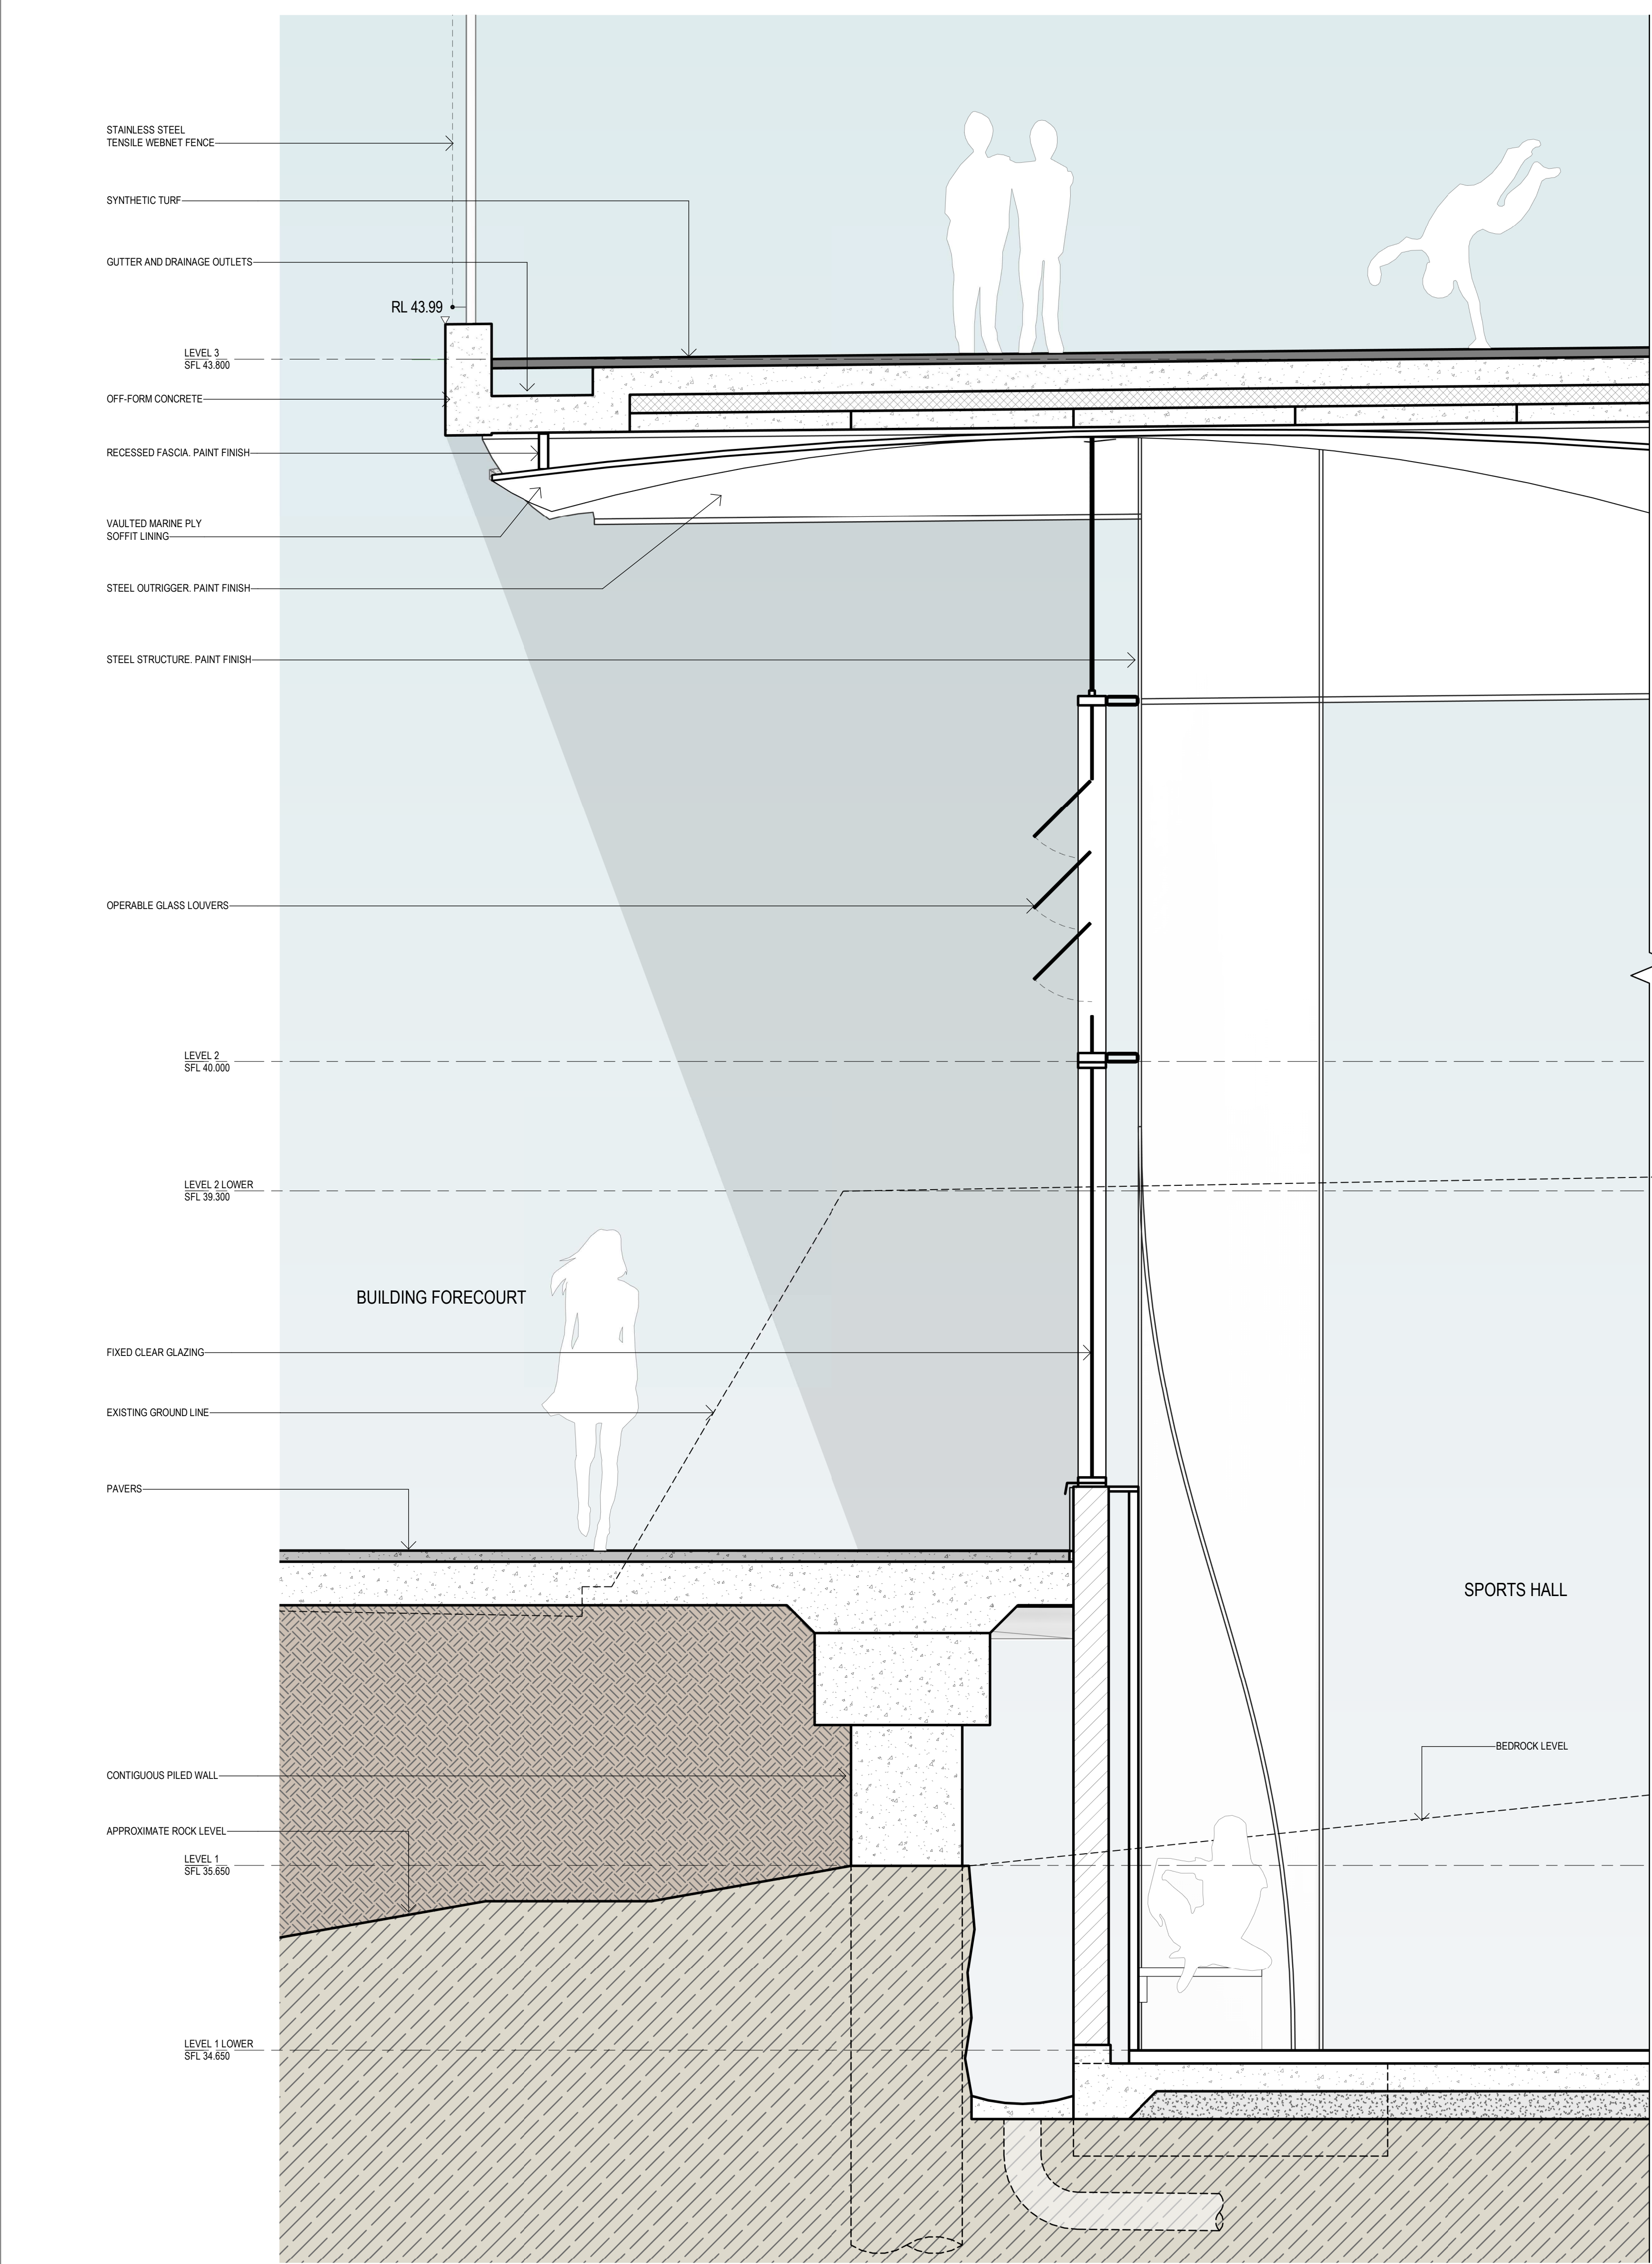 STAINLESS STEEL
TENSILE WEBNET FENCE
SYNTHETIC TURF
GUTTER AND DRAINAGE OUTLETS
RL 43.99
LEVEL 3
SFL 43.800
OFF-FORM CONCRETE
RECESSED FASCIA. PAINT FINISH
VAULTED MARINE PLY
SOFFIT LINING
STEEL OUTRIGGER. PAINT FINISH
STEEL STRUCTURE. PAINT FINISH
OPERABLE GLASS LOUVERS
LEVEL 2
SFL 40.000
LEVEL 2 LOWER
SFL 39.300
BUILDING FORECOURT
FIXED CLEAR GLAZING
EXISTING GROUND LINE
PAVERS
SPORTS HALL
BEDROCK LEVEL
CONTIGUOUS PILED WALL
APPROXIMATE ROCK LEVEL
LEVEL 1
SFL 35.650
LEVEL 1 LOWER
SFL 34.650